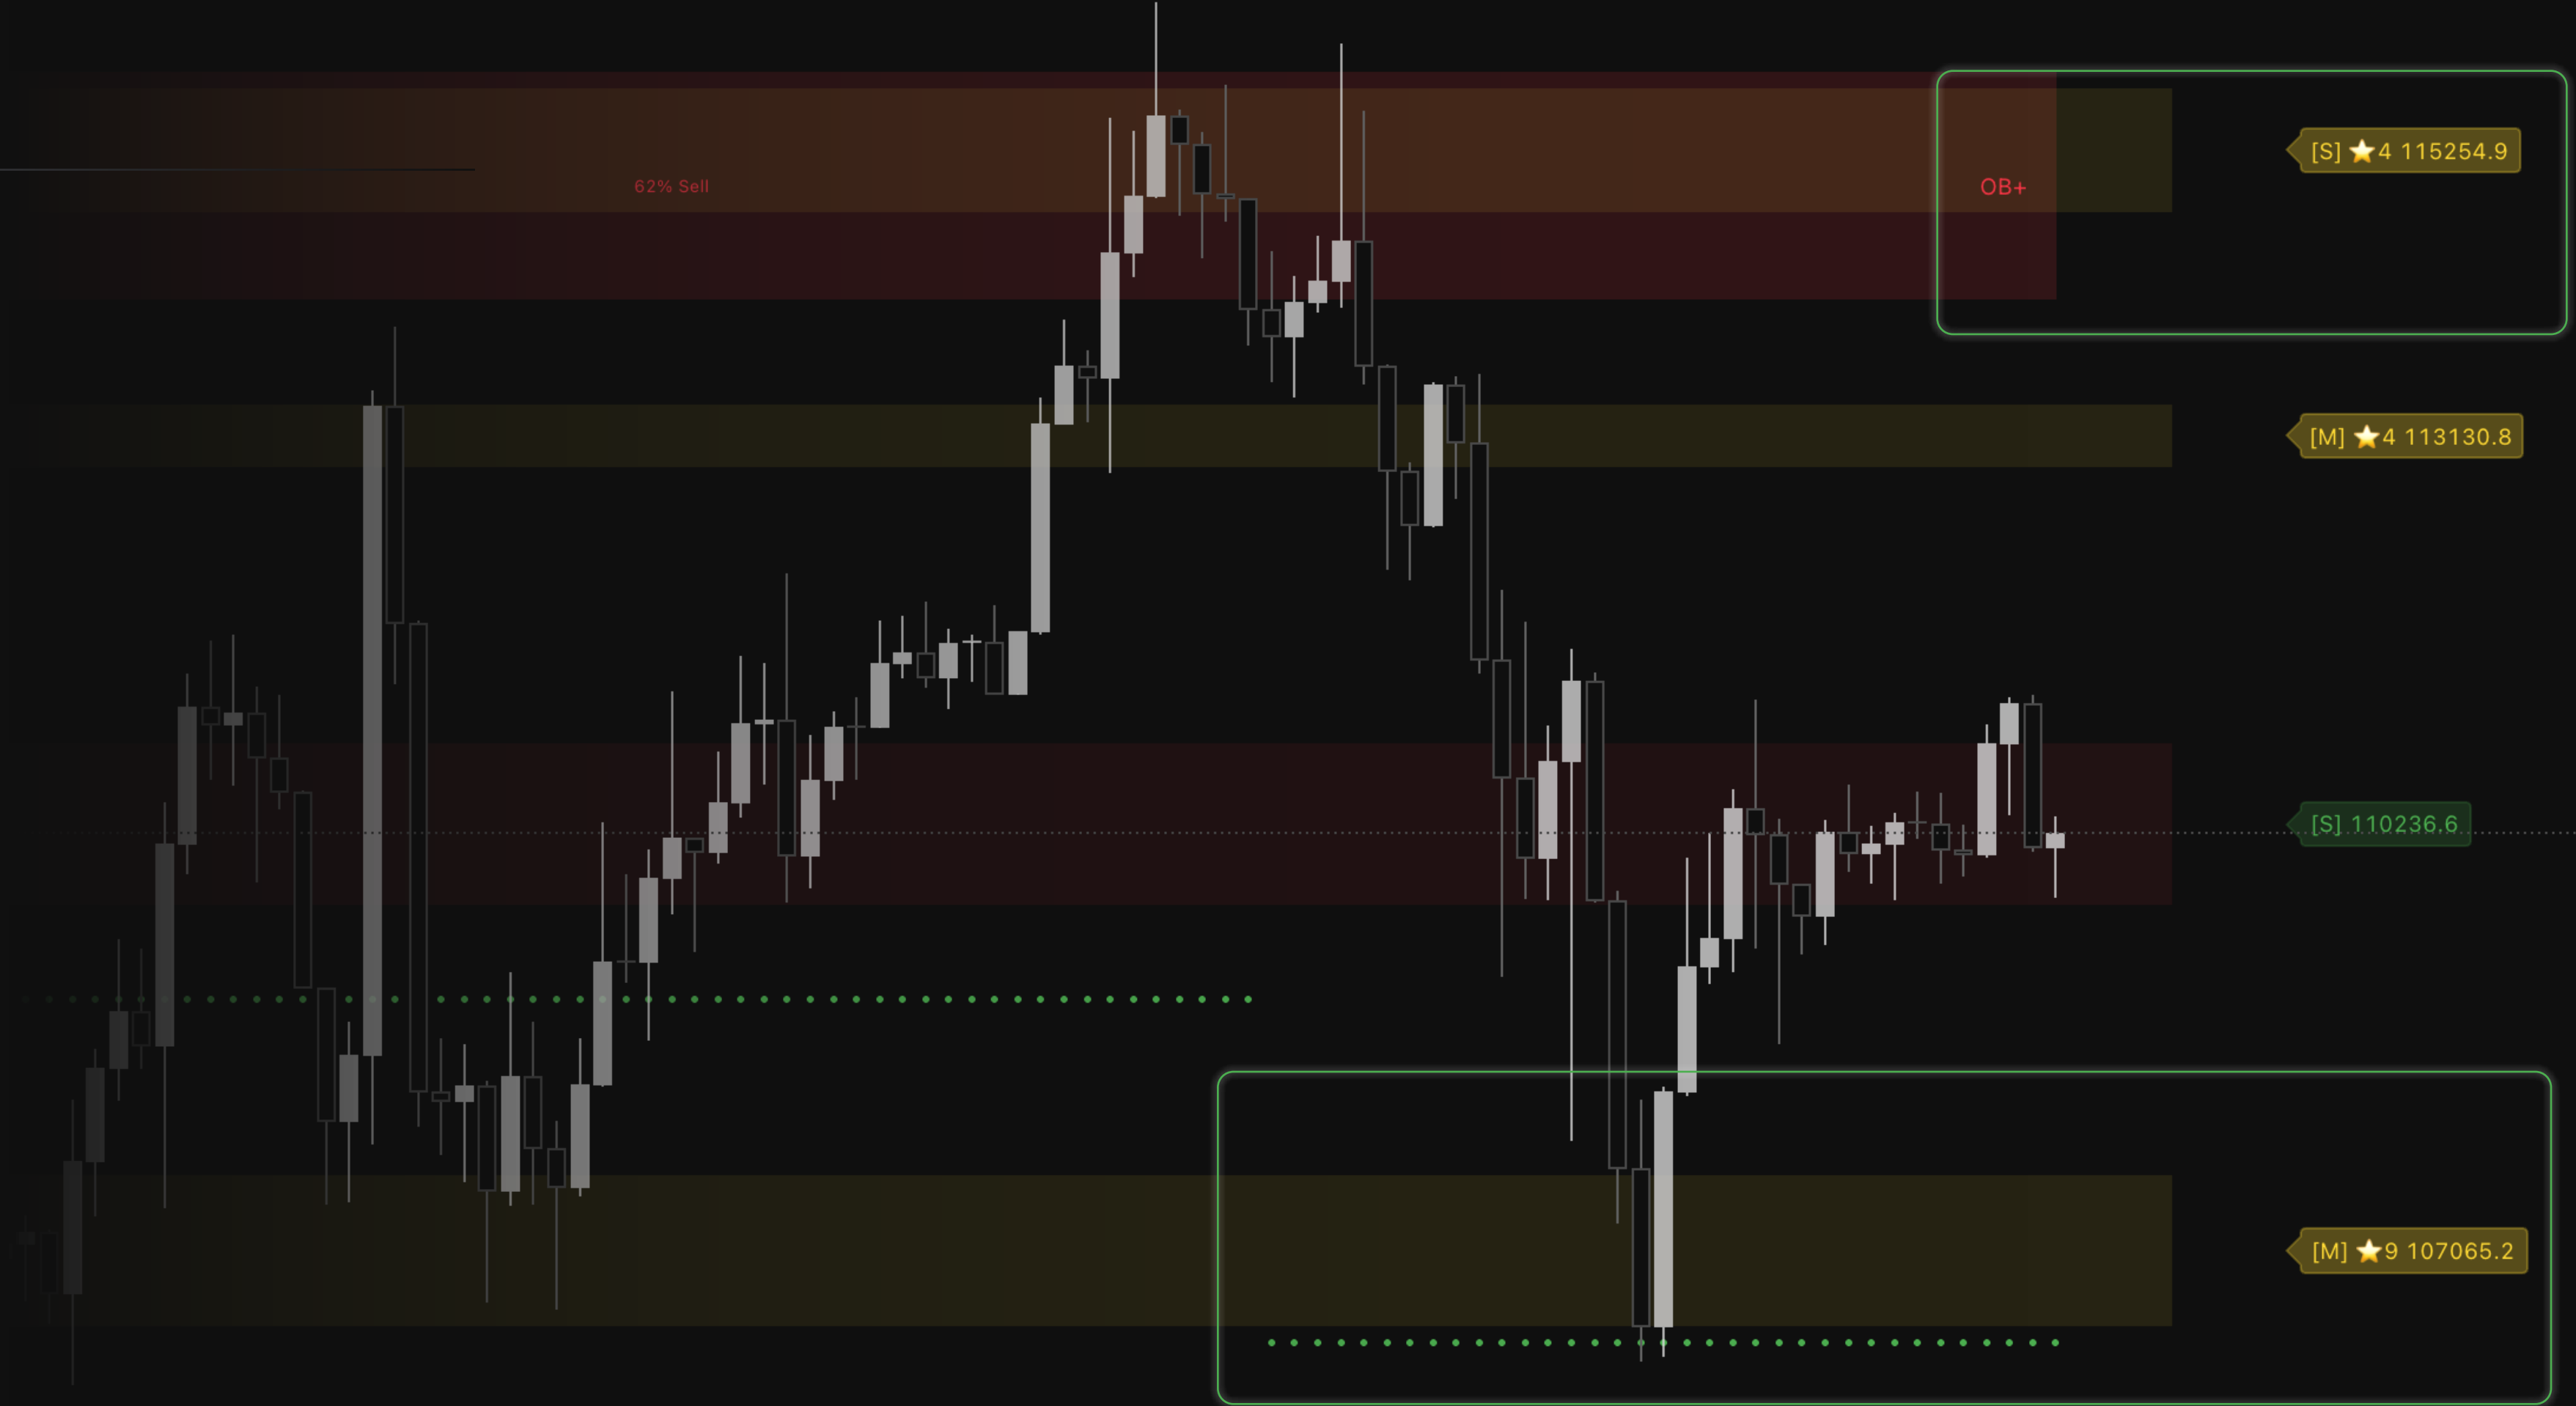 [S] ⭐4 115254.9
62% Sell
OB+
[M] ⭐4 113130.8
[S] 110236.6
[M] ⭐9 107065.2